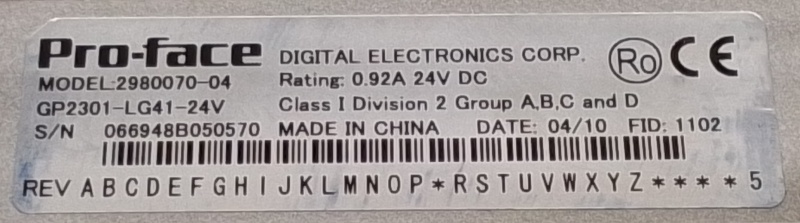 Pro-face DIGITAL ELECTRONICS CORP. Ro CE
MODEL:2980070-04 Rating: 0.92A 24V DC
GP2301-LG41-24V Class I Division 2 Group A,B,C and D
S/N 066948B050570 MADE IN CHINA DATE: 04/10 FID: 1102
REV A B C D E F G H I J K L M N O P * R S T U V W X Y Z * * * * 5